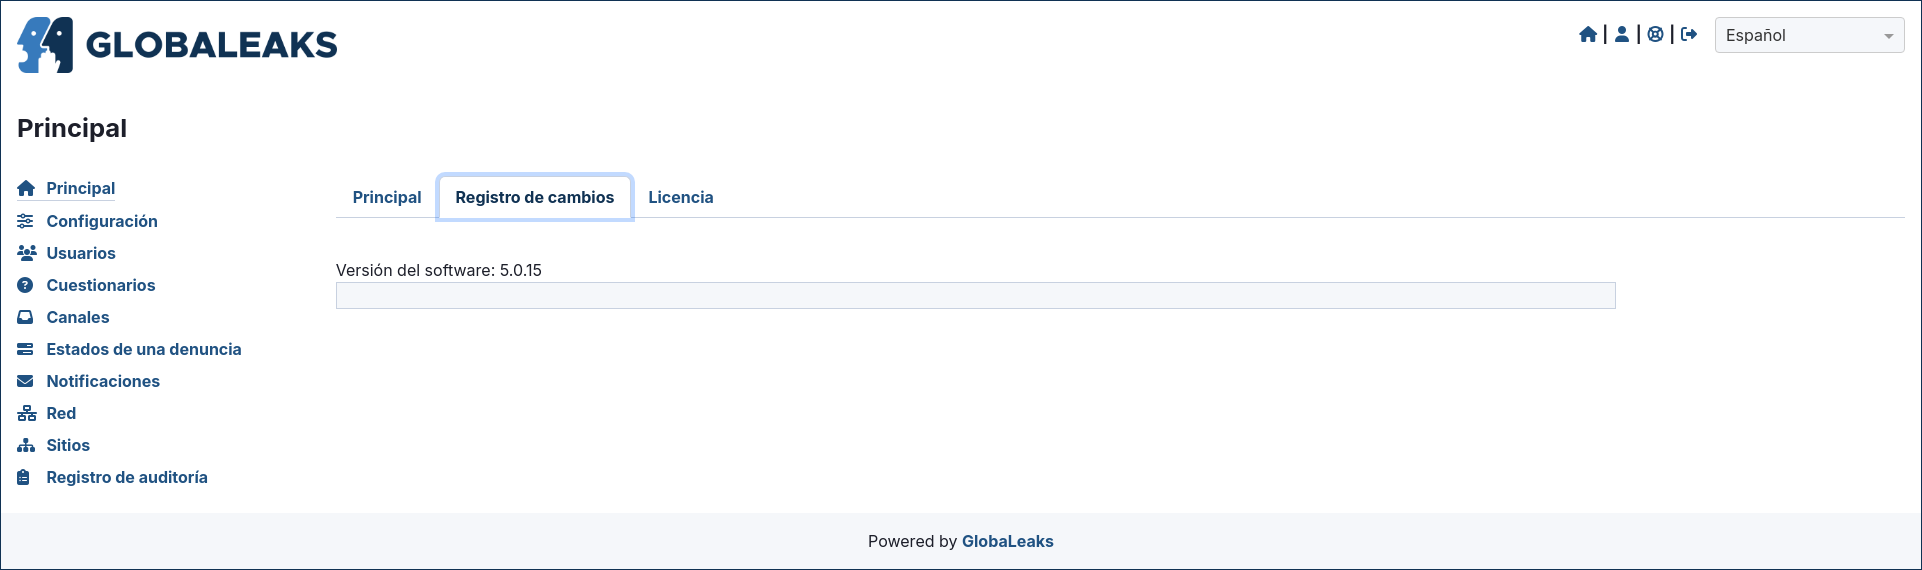 GLOBALEAKS
Español
Principal
Principal
Configuración
Usuarios
Cuestionarios
Canales
Estados de una denuncia
Notificaciones
Red
Sitios
Registro de auditoría
Principal
Registro de cambios
Licencia
Versión del software: 5.0.15
Powered by GlobaLeaks